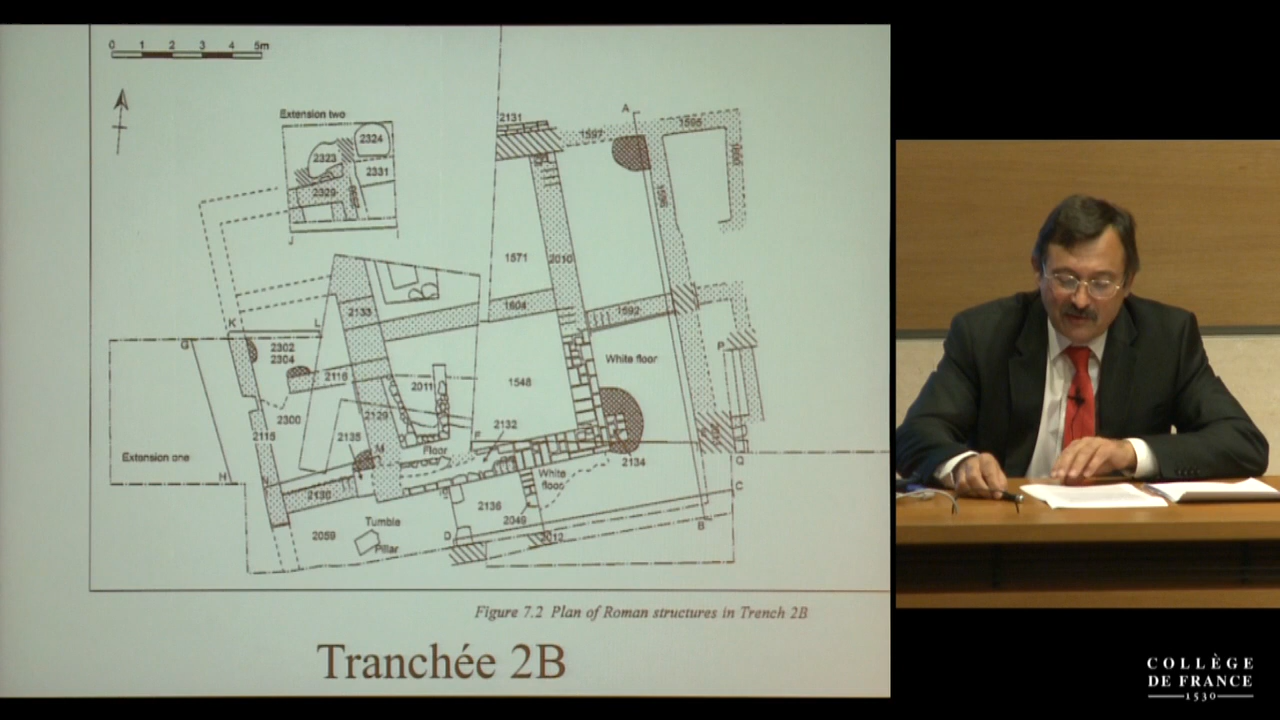 0 1 2 3 4 5m
Extension two
2324
2323
2331
2329
J
2131
1597
A
1595
1571
2010
2133
1604
1592
K L
G
2302
2304
2116
2011
1548
White floor
P
2300
2129
2115
2135
M
F
2132
Floor
2134
Extension one
H
2130
White
floor
Q
C
2136
2049
2059
Tumble
Pillar
D
2012
B
Figure 7.2 Plan of Roman structures in Trench 2B
Tranchée 2B
COLLÈGE
DE FRANCE
1530